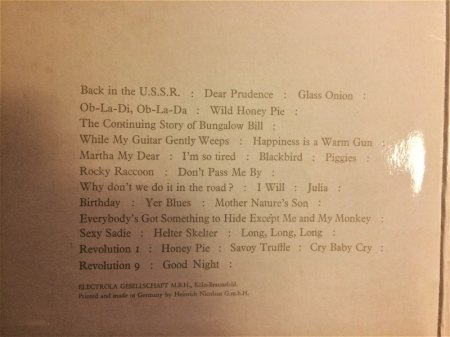 Back in the U.S.S.R. : Dear Prudence : Glass Onion :
Ob-La-Di, Ob-La-Da : Wild Honey Pie :
The Continuing Story of Bungalow Bill :
While My Guitar Gently Weeps : Happiness is a Warm Gun :
Martha My Dear : I'm so tired : Blackbird : Piggies :
Rocky Raccoon : Don't Pass Me By :
Why don't we do it in the road? : I Will : Julia :
Birthday : Yer Blues : Mother Nature's Son :
Everybody's Got Something to Hide Except Me and My Monkey :
Sexy Sadie : Helter Skelter : Long, Long, Long :
Revolution 1 : Honey Pie : Savoy Truffle : Cry Baby Cry :
Revolution 9 : Good Night :
ELECTROLA GESELLSCHAFT M.B.H., Köln-Braunsfeld.
Printed and made in Germany by Heinrich Nicolaus G.m.b.H.